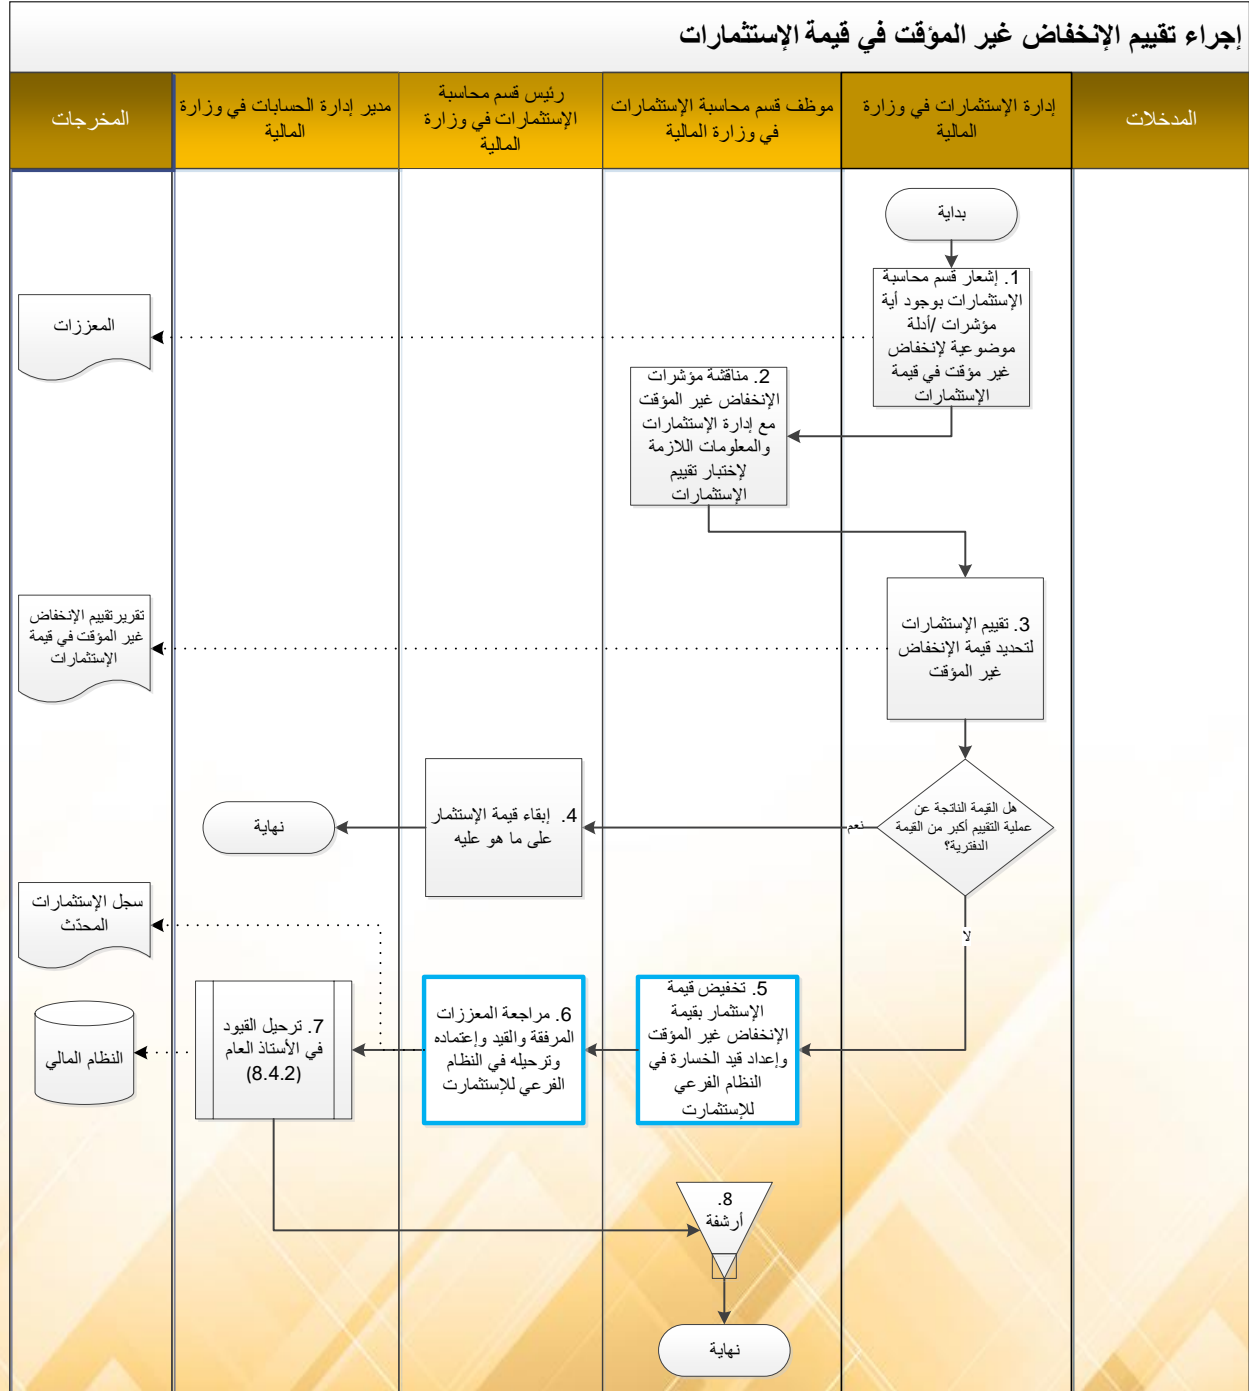 إجراء تقييم الإنخفاض غير المؤقت في قيمة الإستثمارات
المدخلات
إدارة الإستثمارات في وزارة
المالية
موظف قسم محاسبة الإستثمارات
في وزارة المالية
رئيس قسم محاسبة
الإستثمارات في وزارة
المالية
مدير إدارة الحسابات في وزارة
المالية
المخرجات
بداية
1. إشعار قسم محاسبة
الإستثمارات بوجود أية
مؤشرات /أدلة
موضوعية لإنخفاض
غير مؤقت في قيمة
الإستثمارات
المعززات
2. مناقشة مؤشرات
الإنخفاض غير المؤقت
مع إدارة الإستثمارات
والمعلومات اللازمة
لإختبار تقييم
الإستثمارات
3. تقييم الإستثمارات
لتحديد قيمة الإنخفاض
غير المؤقت
تقرير تقييم الإنخفاض
غير المؤقت في قيمة
الإستثمارات
هل القيمة الناتجة عن
عملية التقييم أكبر من القيمة
الدفترية؟
نعم
4. إبقاء قيمة الإستثمار
على ما هو عليه
نهاية
لا
5. تخفيض قيمة
الإستثمار بقيمة
الإنخفاض غير المؤقت
وإعداد قيد الخسارة في
النظام الفرعي
للإستثمارت
6. مراجعة المعززات
المرفقة والقيد وإعتماده
وترحيله في النظام
الفرعي للإستثمارت
سجل الإستثمارات
المحدّث
7. ترحيل القيود
في الأستاذ العام
(8.4.2)
النظام المالي
8.
أرشفة
نهاية